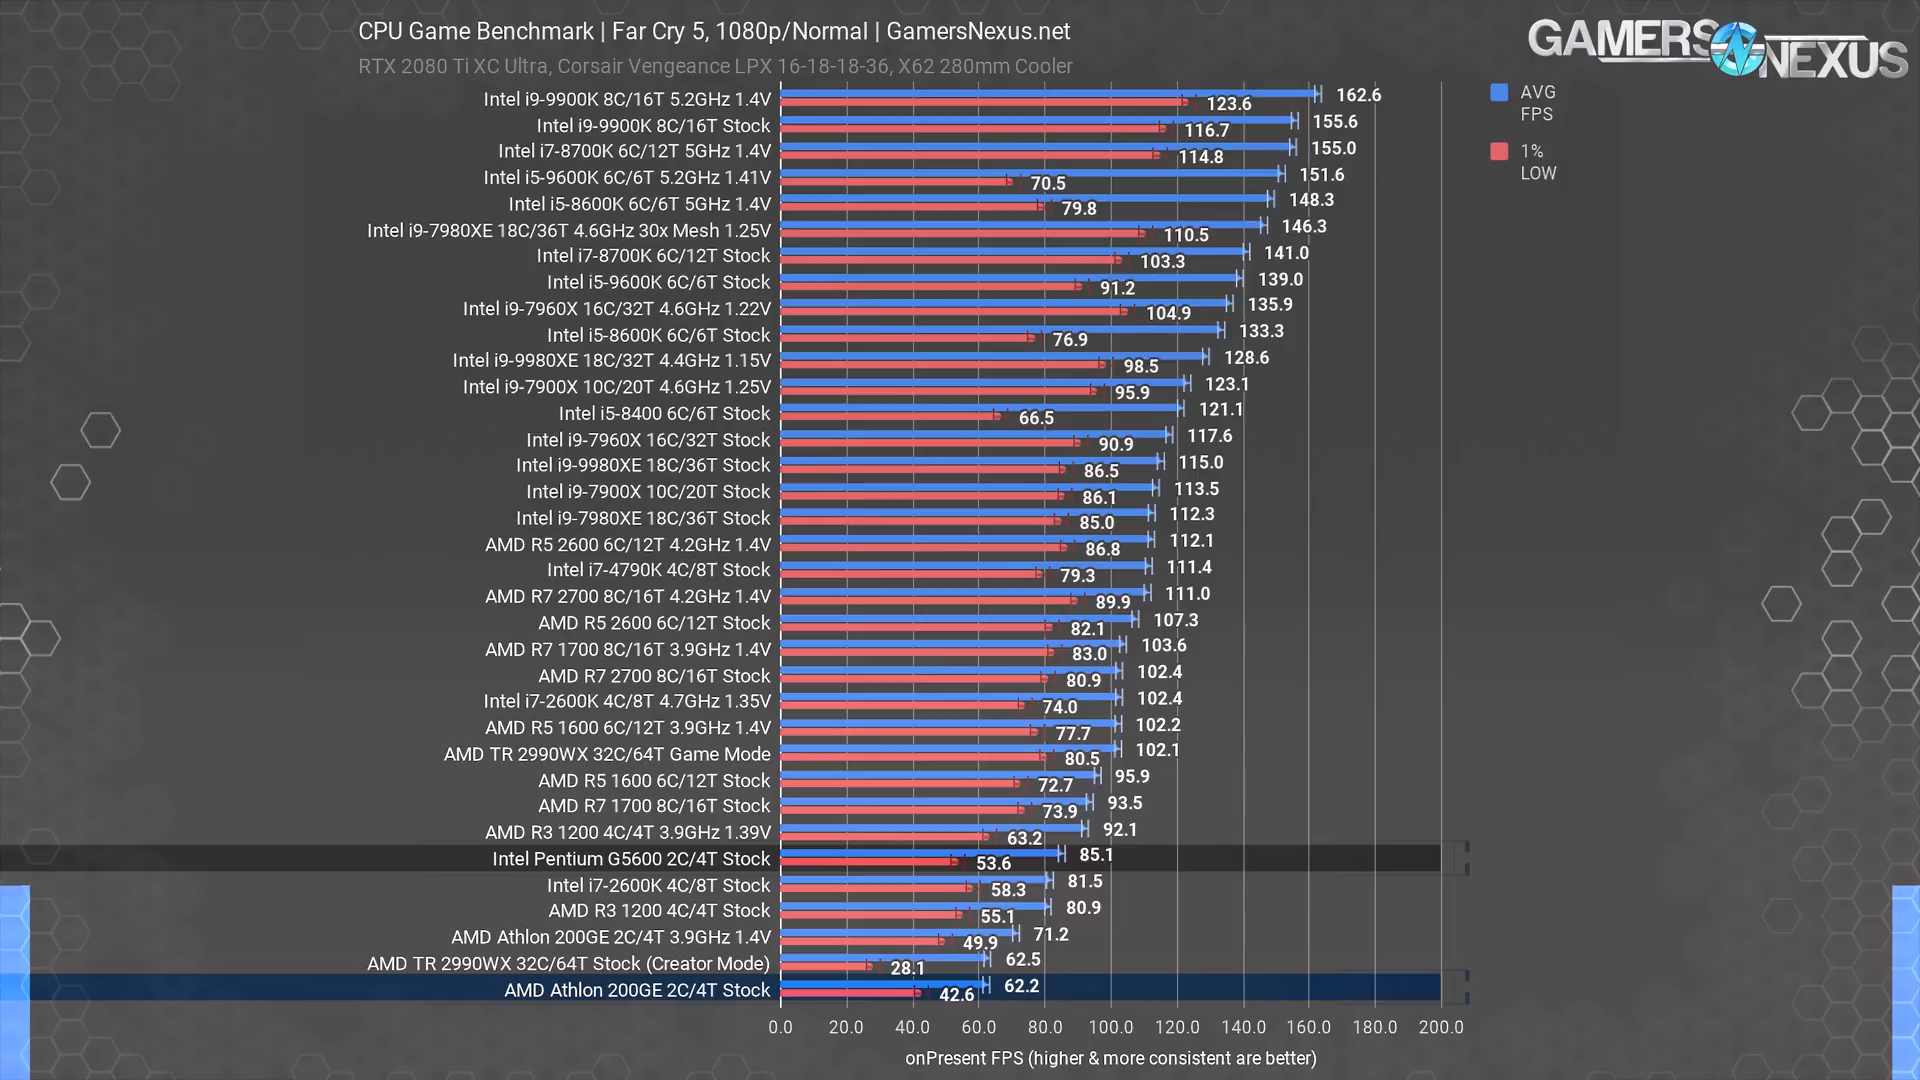 CPU Game Benchmark | Far Cry 5, 1080p/Normal | GamersNexus.net
GAMERS NEXUS
RTX 2080 Ti XC Ultra, Corsair Vengeance LPX 16-18-18-36, X62 280mm Cooler
AVG FPS
1% LOW
Intel i9-9900K 8C/16T 5.2GHz 1.4V 162.6 123.6
Intel i9-9900K 8C/16T Stock 155.6 116.7
Intel i7-8700K 6C/12T 5GHz 1.4V 155.0 114.8
Intel i5-9600K 6C/6T 5.2GHz 1.41V 151.6 70.5
Intel i5-8600K 6C/6T 5GHz 1.4V 148.3 79.8
Intel i9-7980XE 18C/36T 4.6GHz 30x Mesh 1.25V 146.3 110.5
Intel i7-8700K 6C/12T Stock 141.0 103.3
Intel i5-9600K 6C/6T Stock 139.0 91.2
Intel i9-7960X 16C/32T 4.6GHz 1.22V 135.9 104.9
Intel i5-8600K 6C/6T Stock 133.3 76.9
Intel i9-9980XE 18C/32T 4.4GHz 1.15V 128.6 98.5
Intel i9-7900X 10C/20T 4.6GHz 1.25V 123.1 95.9
Intel i5-8400 6C/6T Stock 121.1 66.5
Intel i9-7960X 16C/32T Stock 117.6 90.9
Intel i9-9980XE 18C/36T Stock 115.0 86.5
Intel i9-7900X 10C/20T Stock 113.5 86.1
Intel i9-7980XE 18C/36T Stock 112.3 85.0
AMD R5 2600 6C/12T 4.2GHz 1.4V 112.1 86.8
Intel i7-4790K 4C/8T Stock 111.4 79.3
AMD R7 2700 8C/16T 4.2GHz 1.4V 111.0 89.9
AMD R5 2600 6C/12T Stock 107.3 82.1
AMD R7 1700 8C/16T 3.9GHz 1.4V 103.6 83.0
AMD R7 2700 8C/16T Stock 102.4 80.9
Intel i7-2600K 4C/8T 4.7GHz 1.35V 102.4 74.0
AMD R5 1600 6C/12T 3.9GHz 1.4V 102.2 77.7
AMD TR 2990WX 32C/64T Game Mode 102.1 80.5
AMD R5 1600 6C/12T Stock 95.9 72.7
AMD R7 1700 8C/16T Stock 93.5 73.9
AMD R3 1200 4C/4T 3.9GHz 1.39V 92.1 63.2
Intel Pentium G5600 2C/4T Stock 85.1 53.6
Intel i7-2600K 4C/8T Stock 81.5 58.3
AMD R3 1200 4C/4T Stock 80.9 55.1
AMD Athlon 200GE 2C/4T 3.9GHz 1.4V 71.2 49.9
AMD TR 2990WX 32C/64T Stock (Creator Mode) 62.5 28.1
AMD Athlon 200GE 2C/4T Stock 62.2 42.6
0.0 20.0 40.0 60.0 80.0 100.0 120.0 140.0 160.0 180.0 200.0
onPresent FPS (higher & more consistent are better)